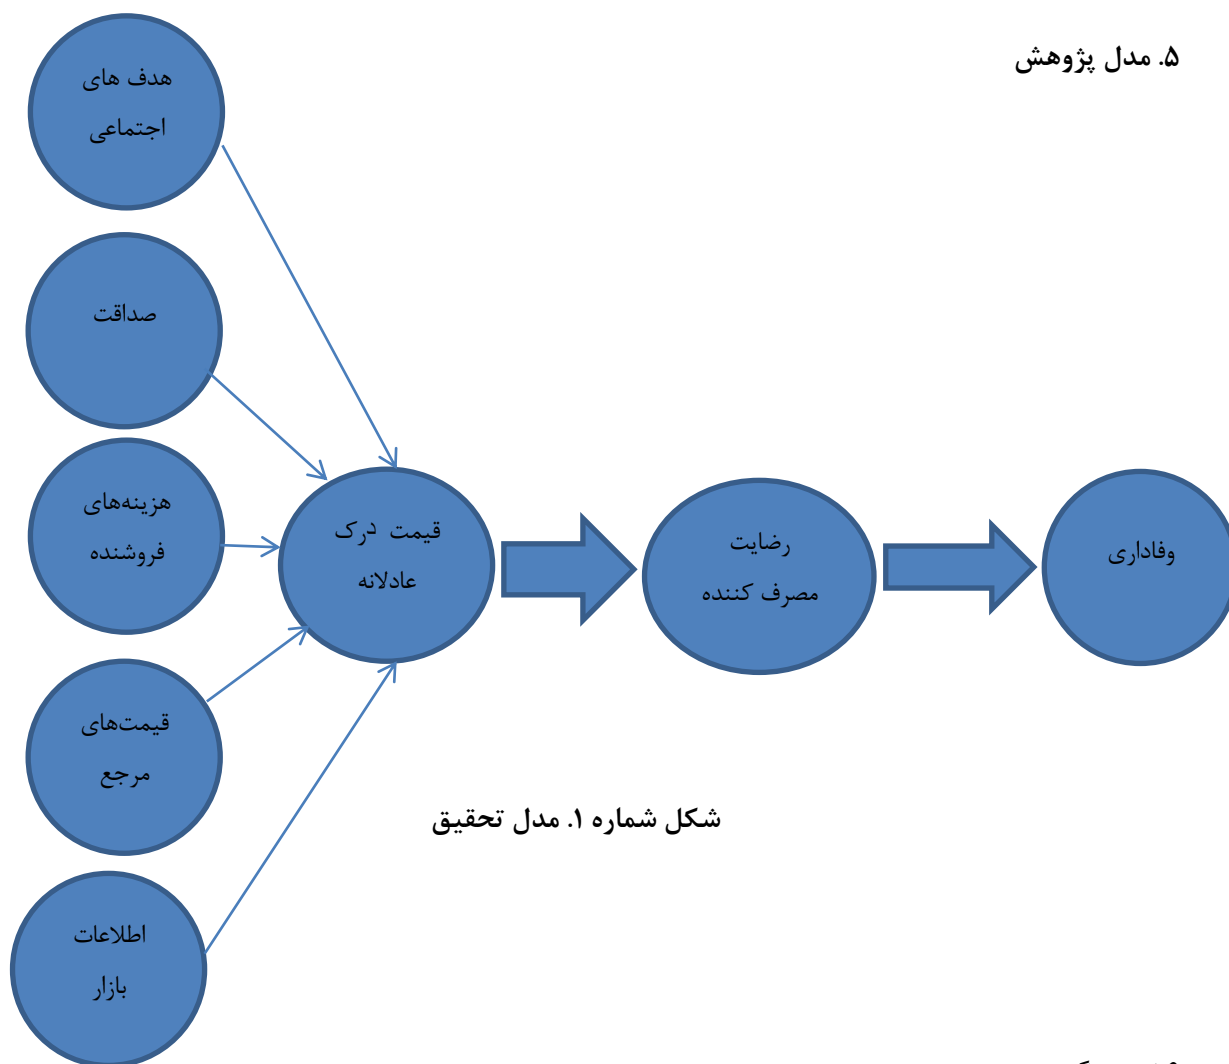 ۵. مدل پژوهش
هدف های
اجتماعی
صداقت
هزینه‌های
فروشنده
قیمت درک
عادلانه
رضایت
مصرف کننده
وفاداری
قیمت‌های
مرجع
شکل شماره ۱. مدل تحقیق
اطلاعات
بازار